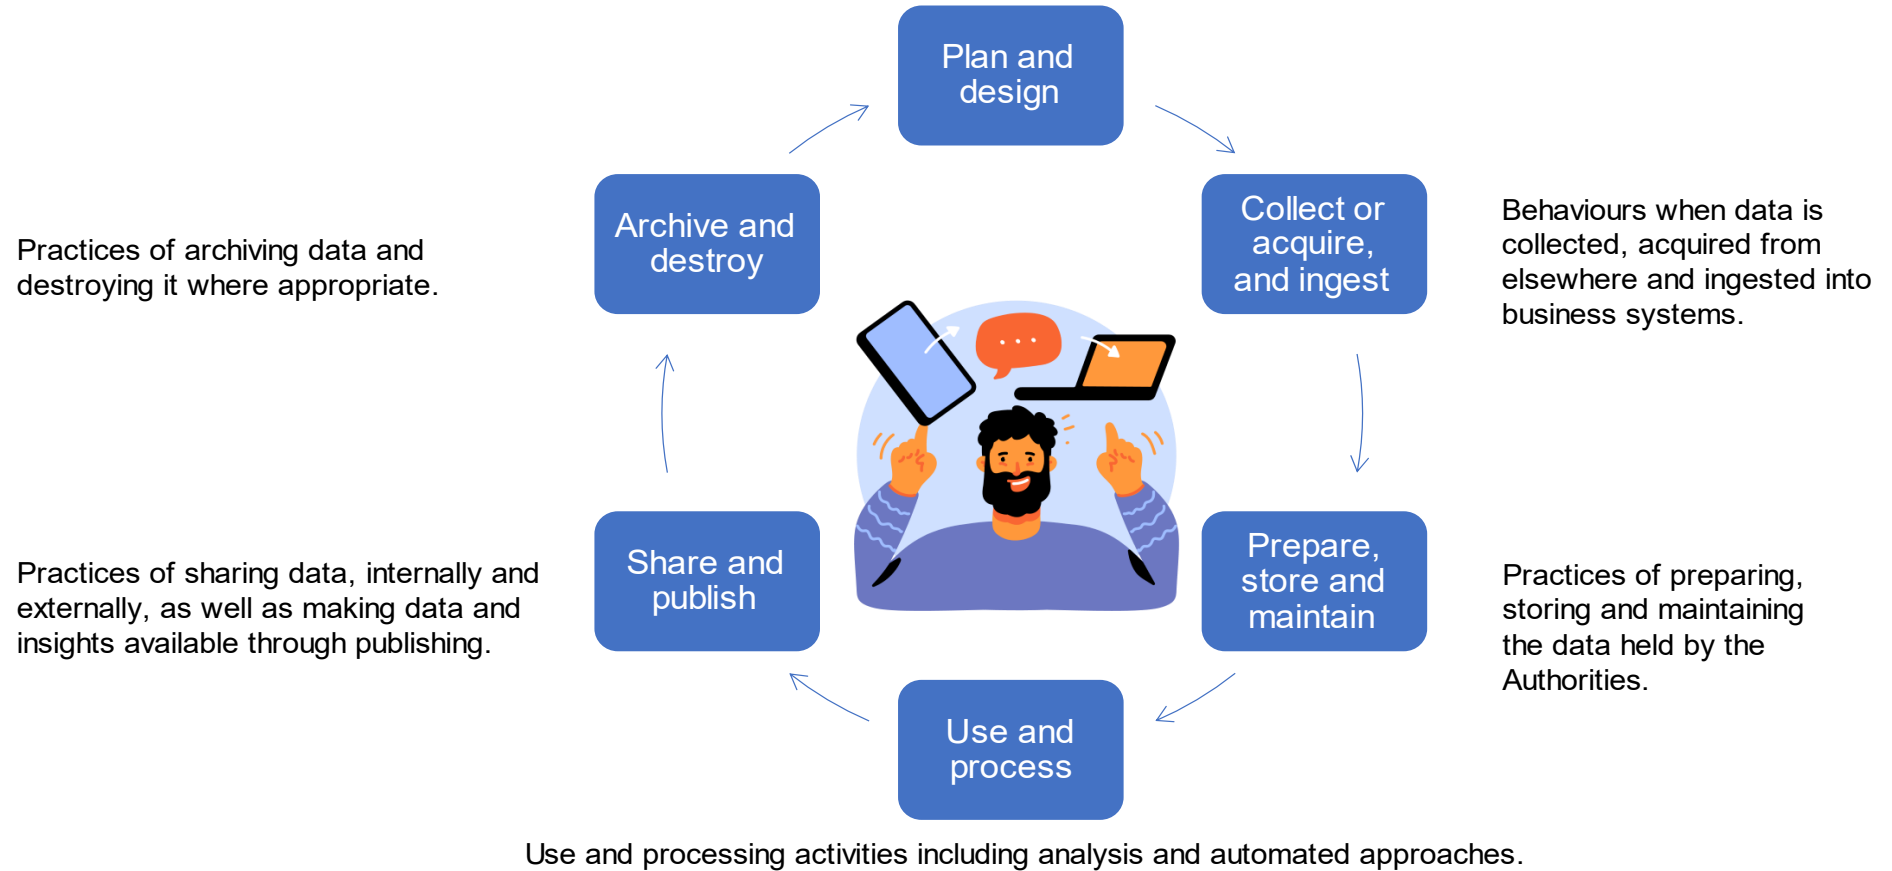 Plan and
design
Collect or
acquire,
and ingest
Behaviours when data is
collected, acquired from
elsewhere and ingested into
business systems.
Prepare,
store and
maintain
Practices of preparing,
storing and maintaining
the data held by the
Authorities.
Use and
process
Use and processing activities including analysis and automated approaches.
Share and
publish
Practices of sharing data, internally and
externally, as well as making data and
insights available through publishing.
Archive and
destroy
Practices of archiving data and
destroying it where appropriate.